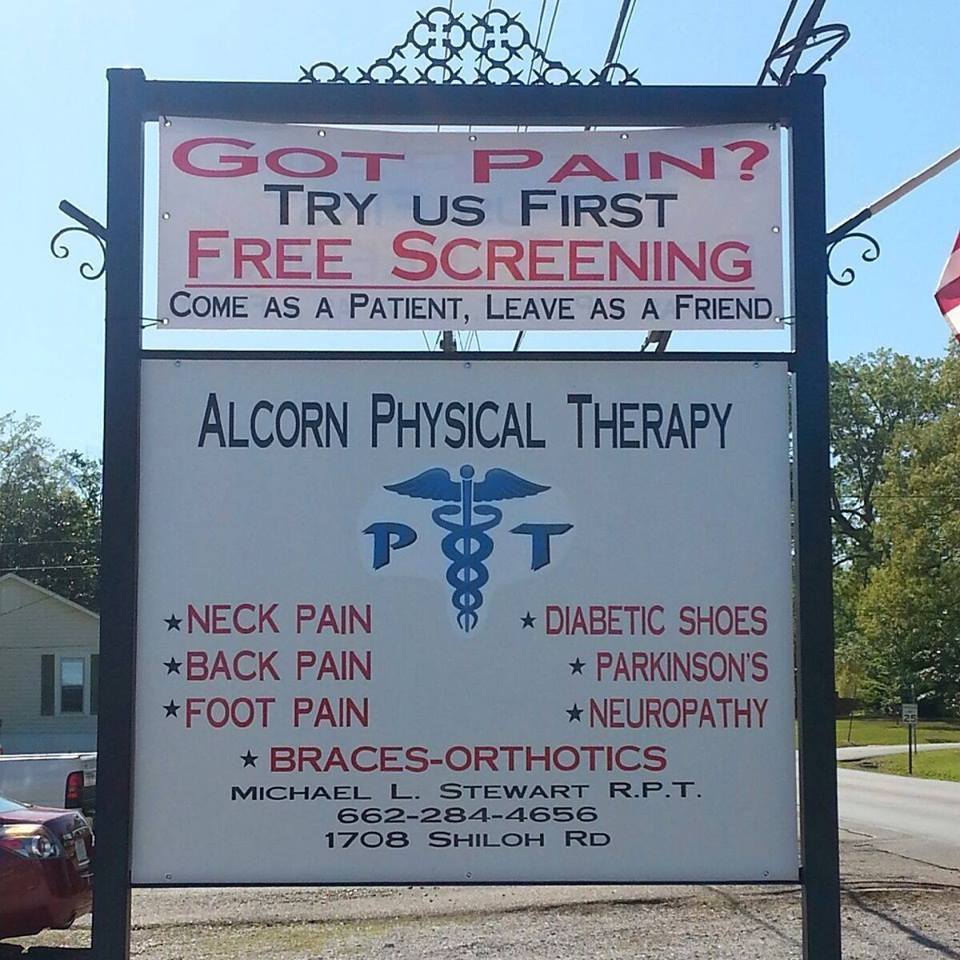 GOT PAIN?
TRY US FIRST
FREE SCREENING
COME AS A PATIENT, LEAVE AS A FRIEND
ALCORN PHYSICAL THERAPY
P T
★NECK PAIN ★DIABETIC SHOES
★BACK PAIN ★PARKINSON'S
★FOOT PAIN ★NEUROPATHY
★BRACES-ORTHOTICS
MICHAEL L. STEWART R.P.T.
662-284-4656
1708 SHILOH RD
25